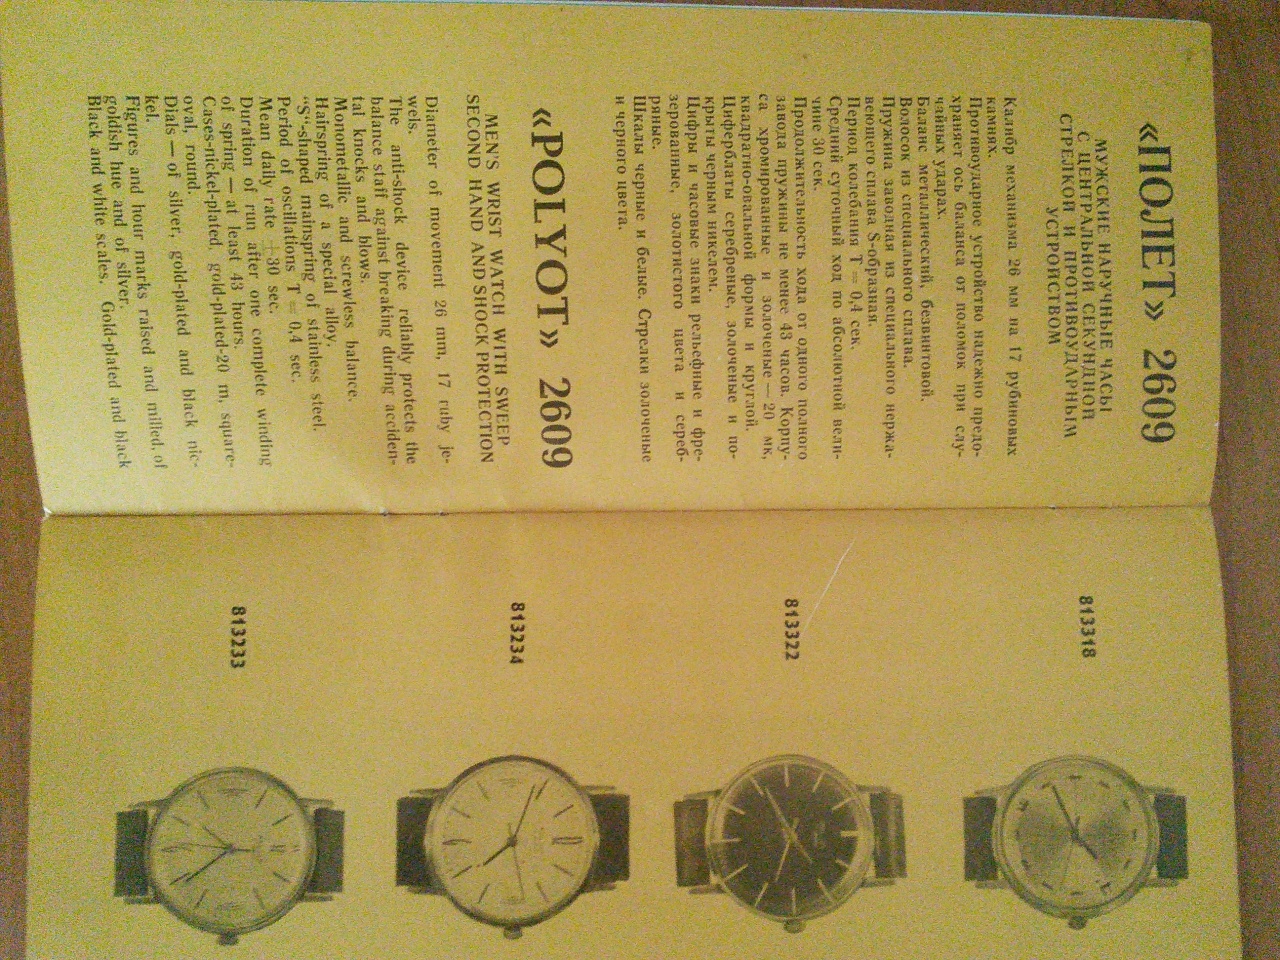 «ПОЛЕТ» 2609
МУЖСКИЕ НАРУЧНЫЕ ЧАСЫ
С ЦЕНТРАЛЬНОЙ СЕКУНДНОЙ
СТРЕЛКОЙ И ПРОТИВОУДАРНЫМ
УСТРОЙСТВОМ
Калибр механизма 26 мм на 17 рубиновых
камнях.
Противоударное устройство надежно предо-
храняет ось баланса от поломок при слу-
чайных ударах.
Баланс металлический, безвинтовой.
Волосок из специального сплава.
Пружина заводная из специального нержа-
веющего сплава S-образная.
Период колебания T = 0,4 сек.
Средний суточный ход по абсолютной вели-
чине 30 сек.
Продолжительность хода от одного полного
завода пружины не менее 43 часов. Корпу-
са хромированные и золоченые — 20 мк,
квадратно-овальной формы и круглой.
Циферблаты серебреные, золоченые и по-
крыты черным никелем.
Цифры и часовые знаки рельефные и фре-
зерованные, золотистого цвета и сереб-
ряные.
Шкалы черные и белые. Стрелки золоченые
и черного цвета.
«POLYOT» 2609
MEN'S WRIST WATCH WITH SWEEP
SECOND HAND AND SHOCK PROTECTION
Diameter of movement 26 mm, 17 ruby je-
wels.
The anti-shock device reliably protects the
balance staff against breaking during acciden-
tal knocks and blows.
Monometallic and screwless balance.
Hairspring of a special alloy.
“S”-shaped mainspring of stainless steel.
Period of oscillations T = 0,4 sec.
Mean daily rate ±30 sec.
Duration of run after one complete winding
of spring — at least 43 hours.
Cases-nickel-plated, gold-plated-20 m, square-
oval, round.
Dials — of silver, gold-plated and black nic-
kel.
Figures and hour marks raised and milled, of
goldish hue and of silver.
Black and white scales. Gold-plated and black
813318
813322
813234
813233